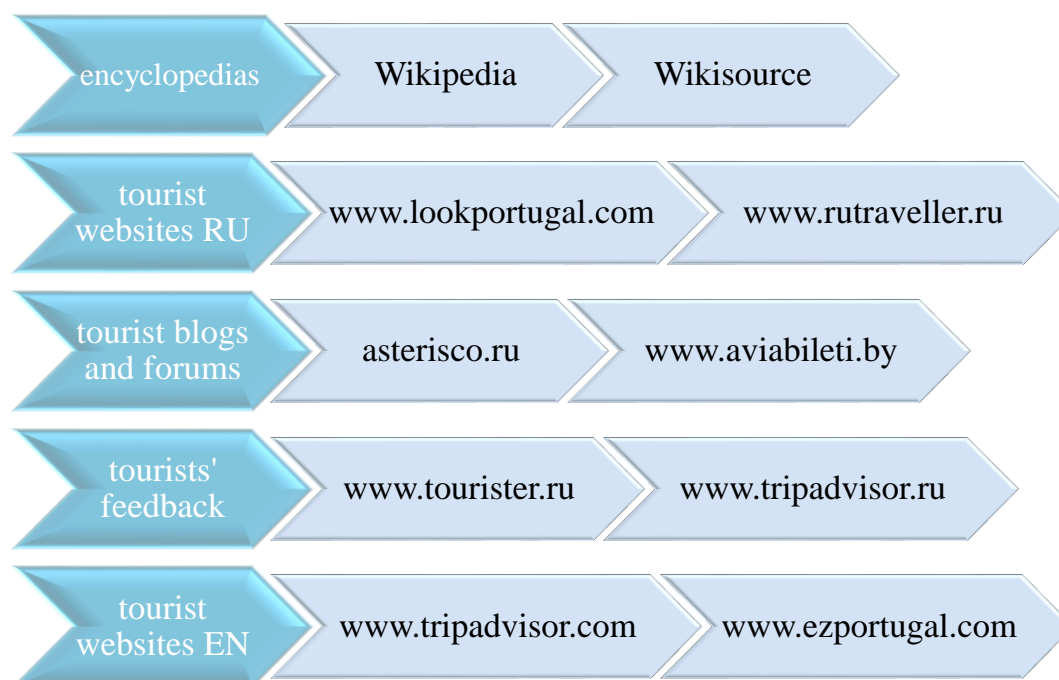 encyclopedias
Wikipedia
Wikisource
tourist
websites RU
www.lookportugal.com
www.rutraveller.ru
tourist blogs
and forums
asterisco.ru
www.aviabileti.by
tourists'
feedback
www.tourister.ru
www.tripadvisor.ru
tourist
websites EN
www.tripadvisor.com
www.ezportugal.com